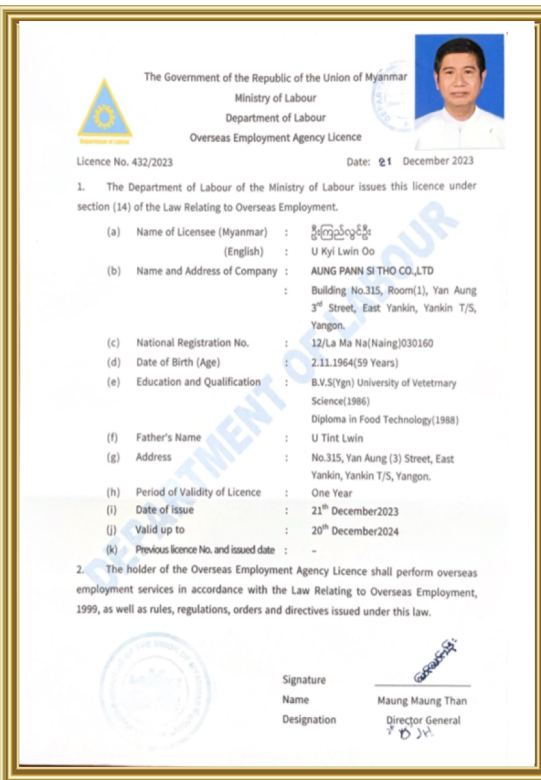 The Government of the Republic of the Union of Myanmar
Ministry of Labour
Department of Labour
Overseas Employment Agency Licence
Department of Labour
Licence No. 432/2023 Date: 21 December 2023
1. The Department of Labour of the Ministry of Labour issues this licence under
section (14) of the Law Relating to Overseas Employment.
(a) Name of Licensee (Myanmar) : ဦးကြည်လွင်ဦး
(English) : U Kyi Lwin Oo
(b) Name and Address of Company : AUNG PANN SI THO CO.,LTD
: Building No.315, Room(1), Yan Aung
3rd Street, East Yankin, Yankin T/S,
Yangon.
(c) National Registration No. : 12/La Ma Na(Naing)030160
(d) Date of Birth (Age) : 2.11.1964(59 Years)
(e) Education and Qualification : B.V.S(Ygn) University of Vetetrnary
Science(1986)
Diploma in Food Technology(1988)
(f) Father's Name : U Tint Lwin
(g) Address : No.315, Yan Aung (3) Street, East
Yankin, Yankin T/S, Yangon.
(h) Period of Validity of Licence : One Year
(i) Date of issue : 21th December2023
(j) Valid up to : 20th December2024
(k) Previous licence No. and issued date : -
2. The holder of the Overseas Employment Agency Licence shall perform overseas
employment services in accordance with the Law Relating to Overseas Employment,
1999, as well as rules, regulations, orders and directives issued under this law.
DEPARTMENT OF LABOUR
Signature
Name Maung Maung Than
Designation Director General